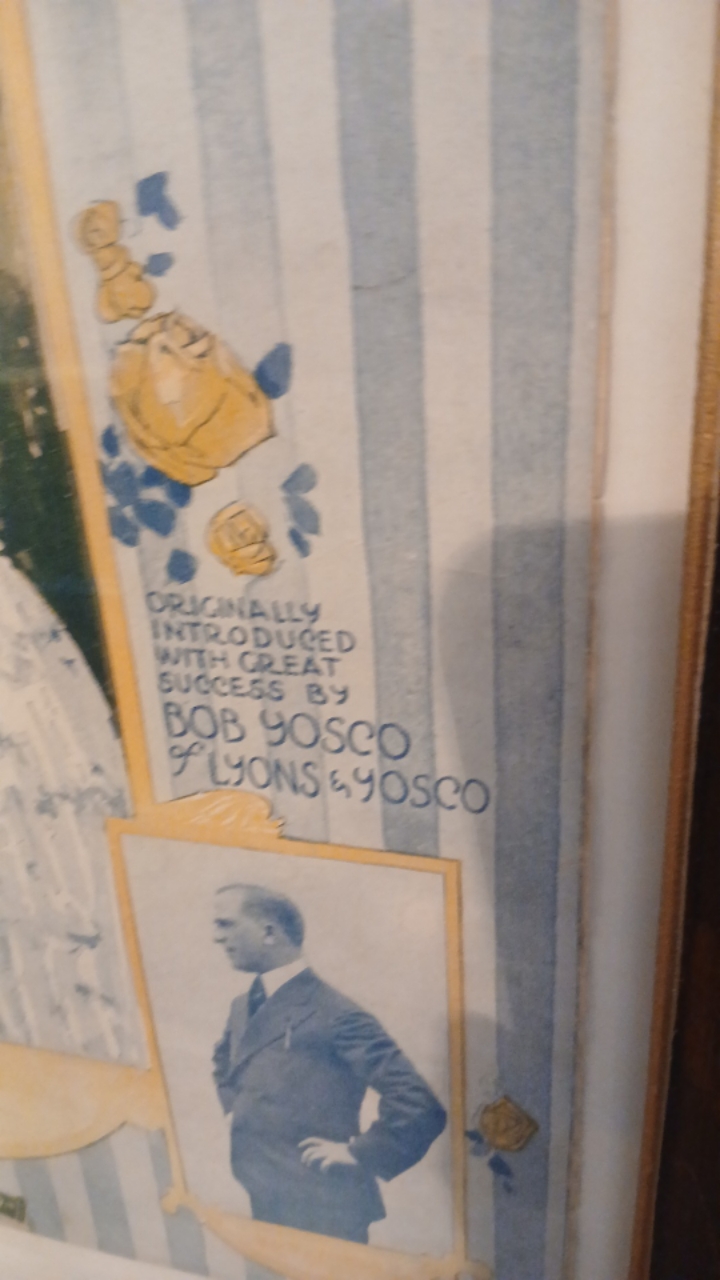 ORIGINALLY
INTRODUCED
WITH GREAT
SUCCESS BY
BOB YOSCO
of LYONS & YOSCO